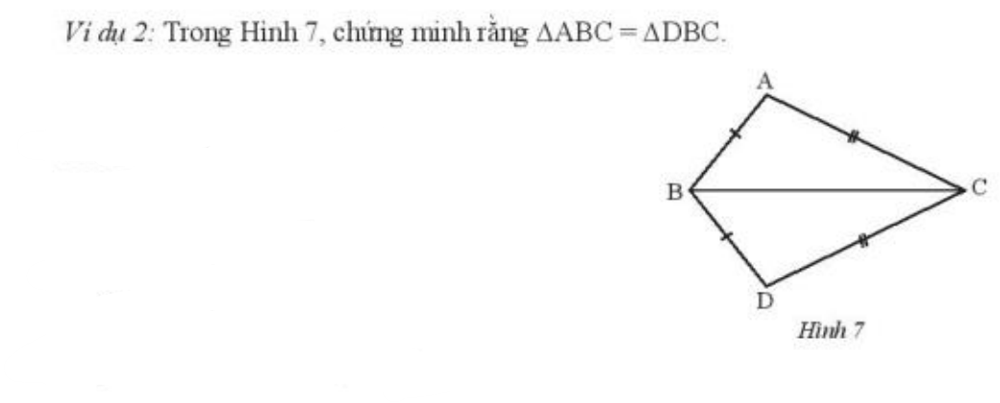 Ví dụ 2: Trong Hình 7, chứng minh rằng ΔABC = ΔDBC.
A
B
C
D
Hình 7